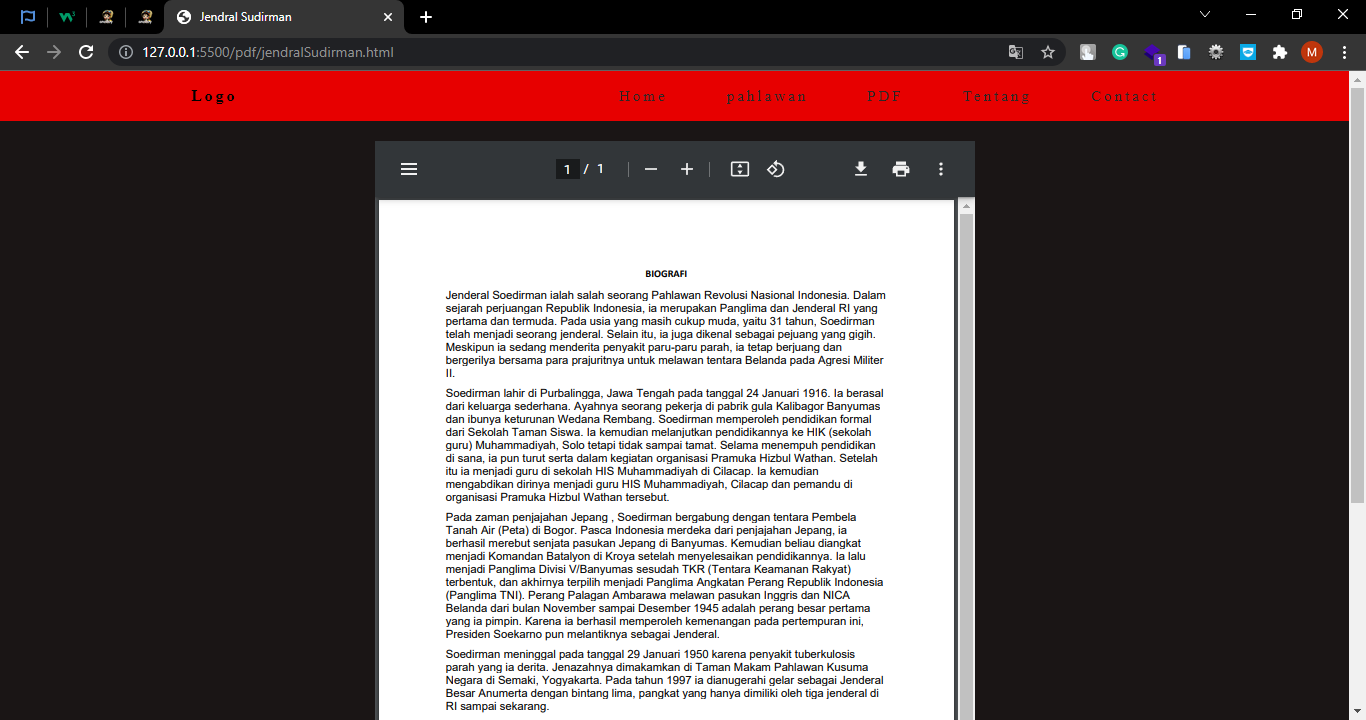 Jendral Sudirman
127.0.0.1:5500/pdf/jendralSudirman.html
M
1
Logo
Home
pahlawan
PDF
Tentang
Contact
1 / 1
BIOGRAFI
Jenderal Soedirman ialah salah seorang Pahlawan Revolusi Nasional Indonesia. Dalam
sejarah perjuangan Republik Indonesia, ia merupakan Panglima dan Jenderal RI yang
pertama dan termuda. Pada usia yang masih cukup muda, yaitu 31 tahun, Soedirman
telah menjadi seorang jenderal. Selain itu, ia juga dikenal sebagai pejuang yang gigih.
Meskipun ia sedang menderita penyakit paru-paru parah, ia tetap berjuang dan
bergerilya bersama para prajuritnya untuk melawan tentara Belanda pada Agresi Militer
II.
Soedirman lahir di Purbalingga, Jawa Tengah pada tanggal 24 Januari 1916. Ia berasal
dari keluarga sederhana. Ayahnya seorang pekerja di pabrik gula Kalibagor Banyumas
dan ibunya keturunan Wedana Rembang. Soedirman memperoleh pendidikan formal
dari Sekolah Taman Siswa. Ia kemudian melanjutkan pendidikannya ke HIK (sekolah
guru) Muhammadiyah, Solo tetapi tidak sampai tamat. Selama menempuh pendidikan
di sana, ia pun turut serta dalam kegiatan organisasi Pramuka Hizbul Wathan. Setelah
itu ia menjadi guru di sekolah HIS Muhammadiyah di Cilacap. Ia kemudian
mengabdikan dirinya menjadi guru HIS Muhammadiyah, Cilacap dan pemandu di
organisasi Pramuka Hizbul Wathan tersebut.
Pada zaman penjajahan Jepang , Soedirman bergabung dengan tentara Pembela
Tanah Air (Peta) di Bogor. Pasca Indonesia merdeka dari penjajahan Jepang, ia
berhasil merebut senjata pasukan Jepang di Banyumas. Kemudian beliau diangkat
menjadi Komandan Batalyon di Kroya setelah menyelesaikan pendidikannya. Ia lalu
menjadi Panglima Divisi V/Banyumas sesudah TKR (Tentara Keamanan Rakyat)
terbentuk, dan akhirnya terpilih menjadi Panglima Angkatan Perang Republik Indonesia
(Panglima TNI). Perang Palagan Ambarawa melawan pasukan Inggris dan NICA
Belanda dari bulan November sampai Desember 1945 adalah perang besar pertama
yang ia pimpin. Karena ia berhasil memperoleh kemenangan pada pertempuran ini,
Presiden Soekarno pun melantiknya sebagai Jenderal.
Soedirman meninggal pada tanggal 29 Januari 1950 karena penyakit tuberkulosis
parah yang ia derita. Jenazahnya dimakamkan di Taman Makam Pahlawan Kusuma
Negara di Semaki, Yogyakarta. Pada tahun 1997 ia dianugerahi gelar sebagai Jenderal
Besar Anumerta dengan bintang lima, pangkat yang hanya dimiliki oleh tiga jenderal di
RI sampai sekarang.